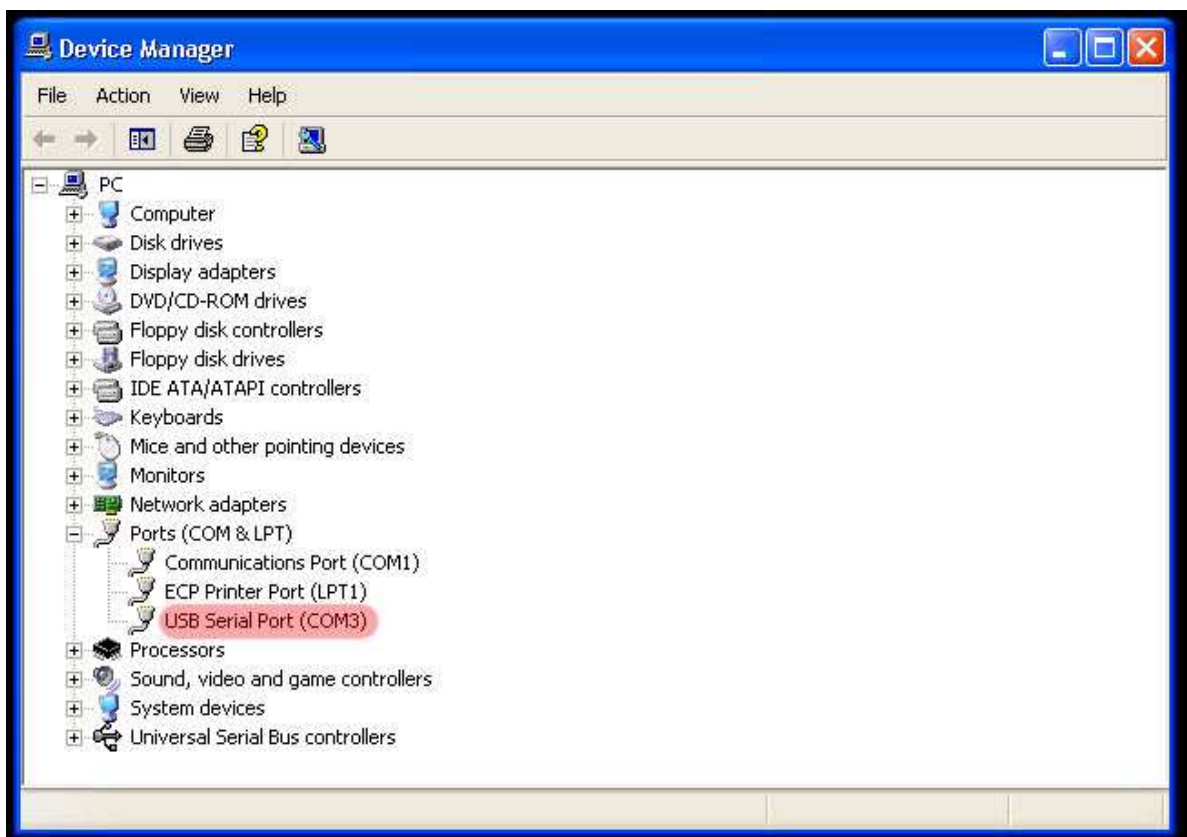 Device Manager
File Action View Help
PC
Computer
Disk drives
Display adapters
DVD/CD-ROM drives
Floppy disk controllers
Floppy disk drives
IDE ATA/ATAPI controllers
Keyboards
Mice and other pointing devices
Monitors
Network adapters
Ports (COM & LPT)
Communications Port (COM1)
ECP Printer Port (LPT1)
USB Serial Port (COM3)
Processors
Sound, video and game controllers
System devices
Universal Serial Bus controllers